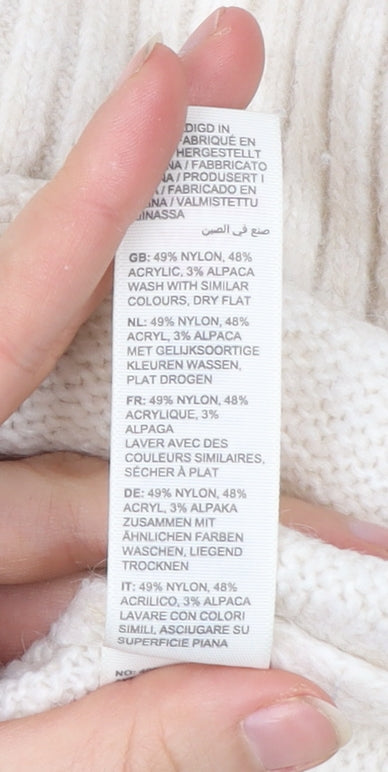 IN
ABRIQUÉ EN
HERGESTELLT
/ FABBRICATO
/ PRODUSERT I
/ FABRICADO EN
/ VALMISTETTU
صنع في الصين
GB: 49% NYLON, 48%
ACRYLIC, 3% ALPACA
WASH WITH SIMILAR
COLOURS, DRY FLAT
NL: 49% NYLON, 48%
ACRYL, 3% ALPACA
MET GELIJKSOORTIGE
KLEUREN WASSEN,
PLAT DROGEN
FR: 49% NYLON, 48%
ACRYLIQUE, 3%
ALPAGA
LAVER AVEC DES
COULEURS SIMILAIRES,
SÉCHER À PLAT
DE: 49% NYLON, 48%
ACRYL, 3% ALPAKA
ZUSAMMEN MIT
ÄHNLICHEN FARBEN
WASCHEN, LIEGEND
TROCKNEN
IT: 49% NYLON, 48%
ACRILICO, 3% ALPACA
LAVARE CON COLORI
SIMILI, ASCIUGARE SU
SUPERFICIE PIANA